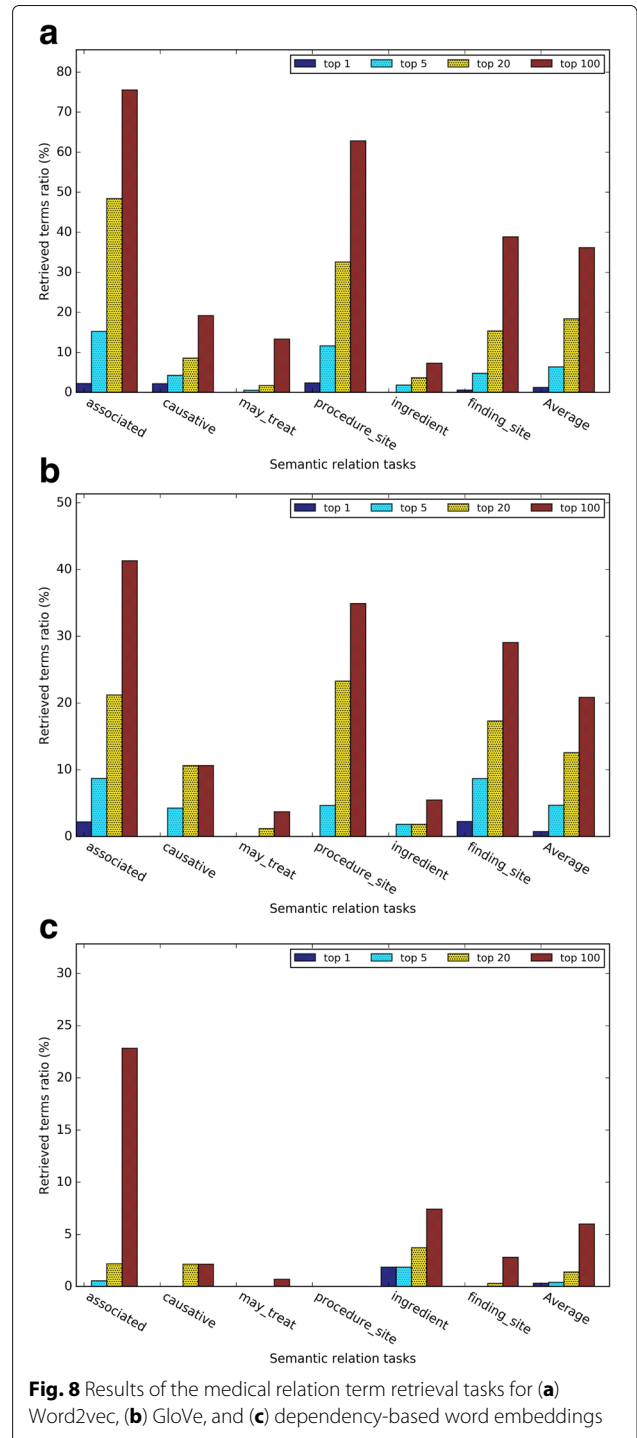 a
top 1 top 5 top 20 top 100
80
70
60
50
40
30
20
10
0
Retrieved terms ratio (%)
associated causative may_treat procedure_site ingredient finding_site Average
Semantic relation tasks
b
top 1 top 5 top 20 top 100
50
40
30
20
10
0
Retrieved terms ratio (%)
associated causative may_treat procedure_site ingredient finding_site Average
Semantic relation tasks
c
top 1 top 5 top 20 top 100
30
25
20
15
10
5
0
Retrieved terms ratio (%)
associated causative may_treat procedure_site ingredient finding_site Average
Semantic relation tasks
Fig. 8 Results of the medical relation term retrieval tasks for (a)
Word2vec, (b) GloVe, and (c) dependency-based word embeddings